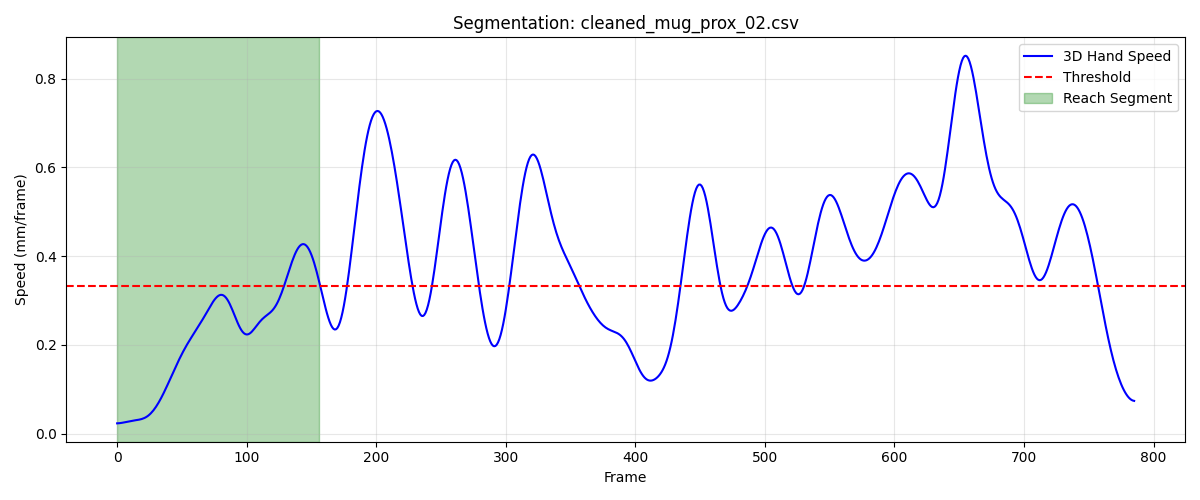 Segmentation: cleaned_mug_prox_02.csv
3D Hand Speed
Threshold
Reach Segment
Speed (mm/frame)
0.8
0.6
0.4
0.2
0.0
0 100 200 300 400 500 600 700 800
Frame